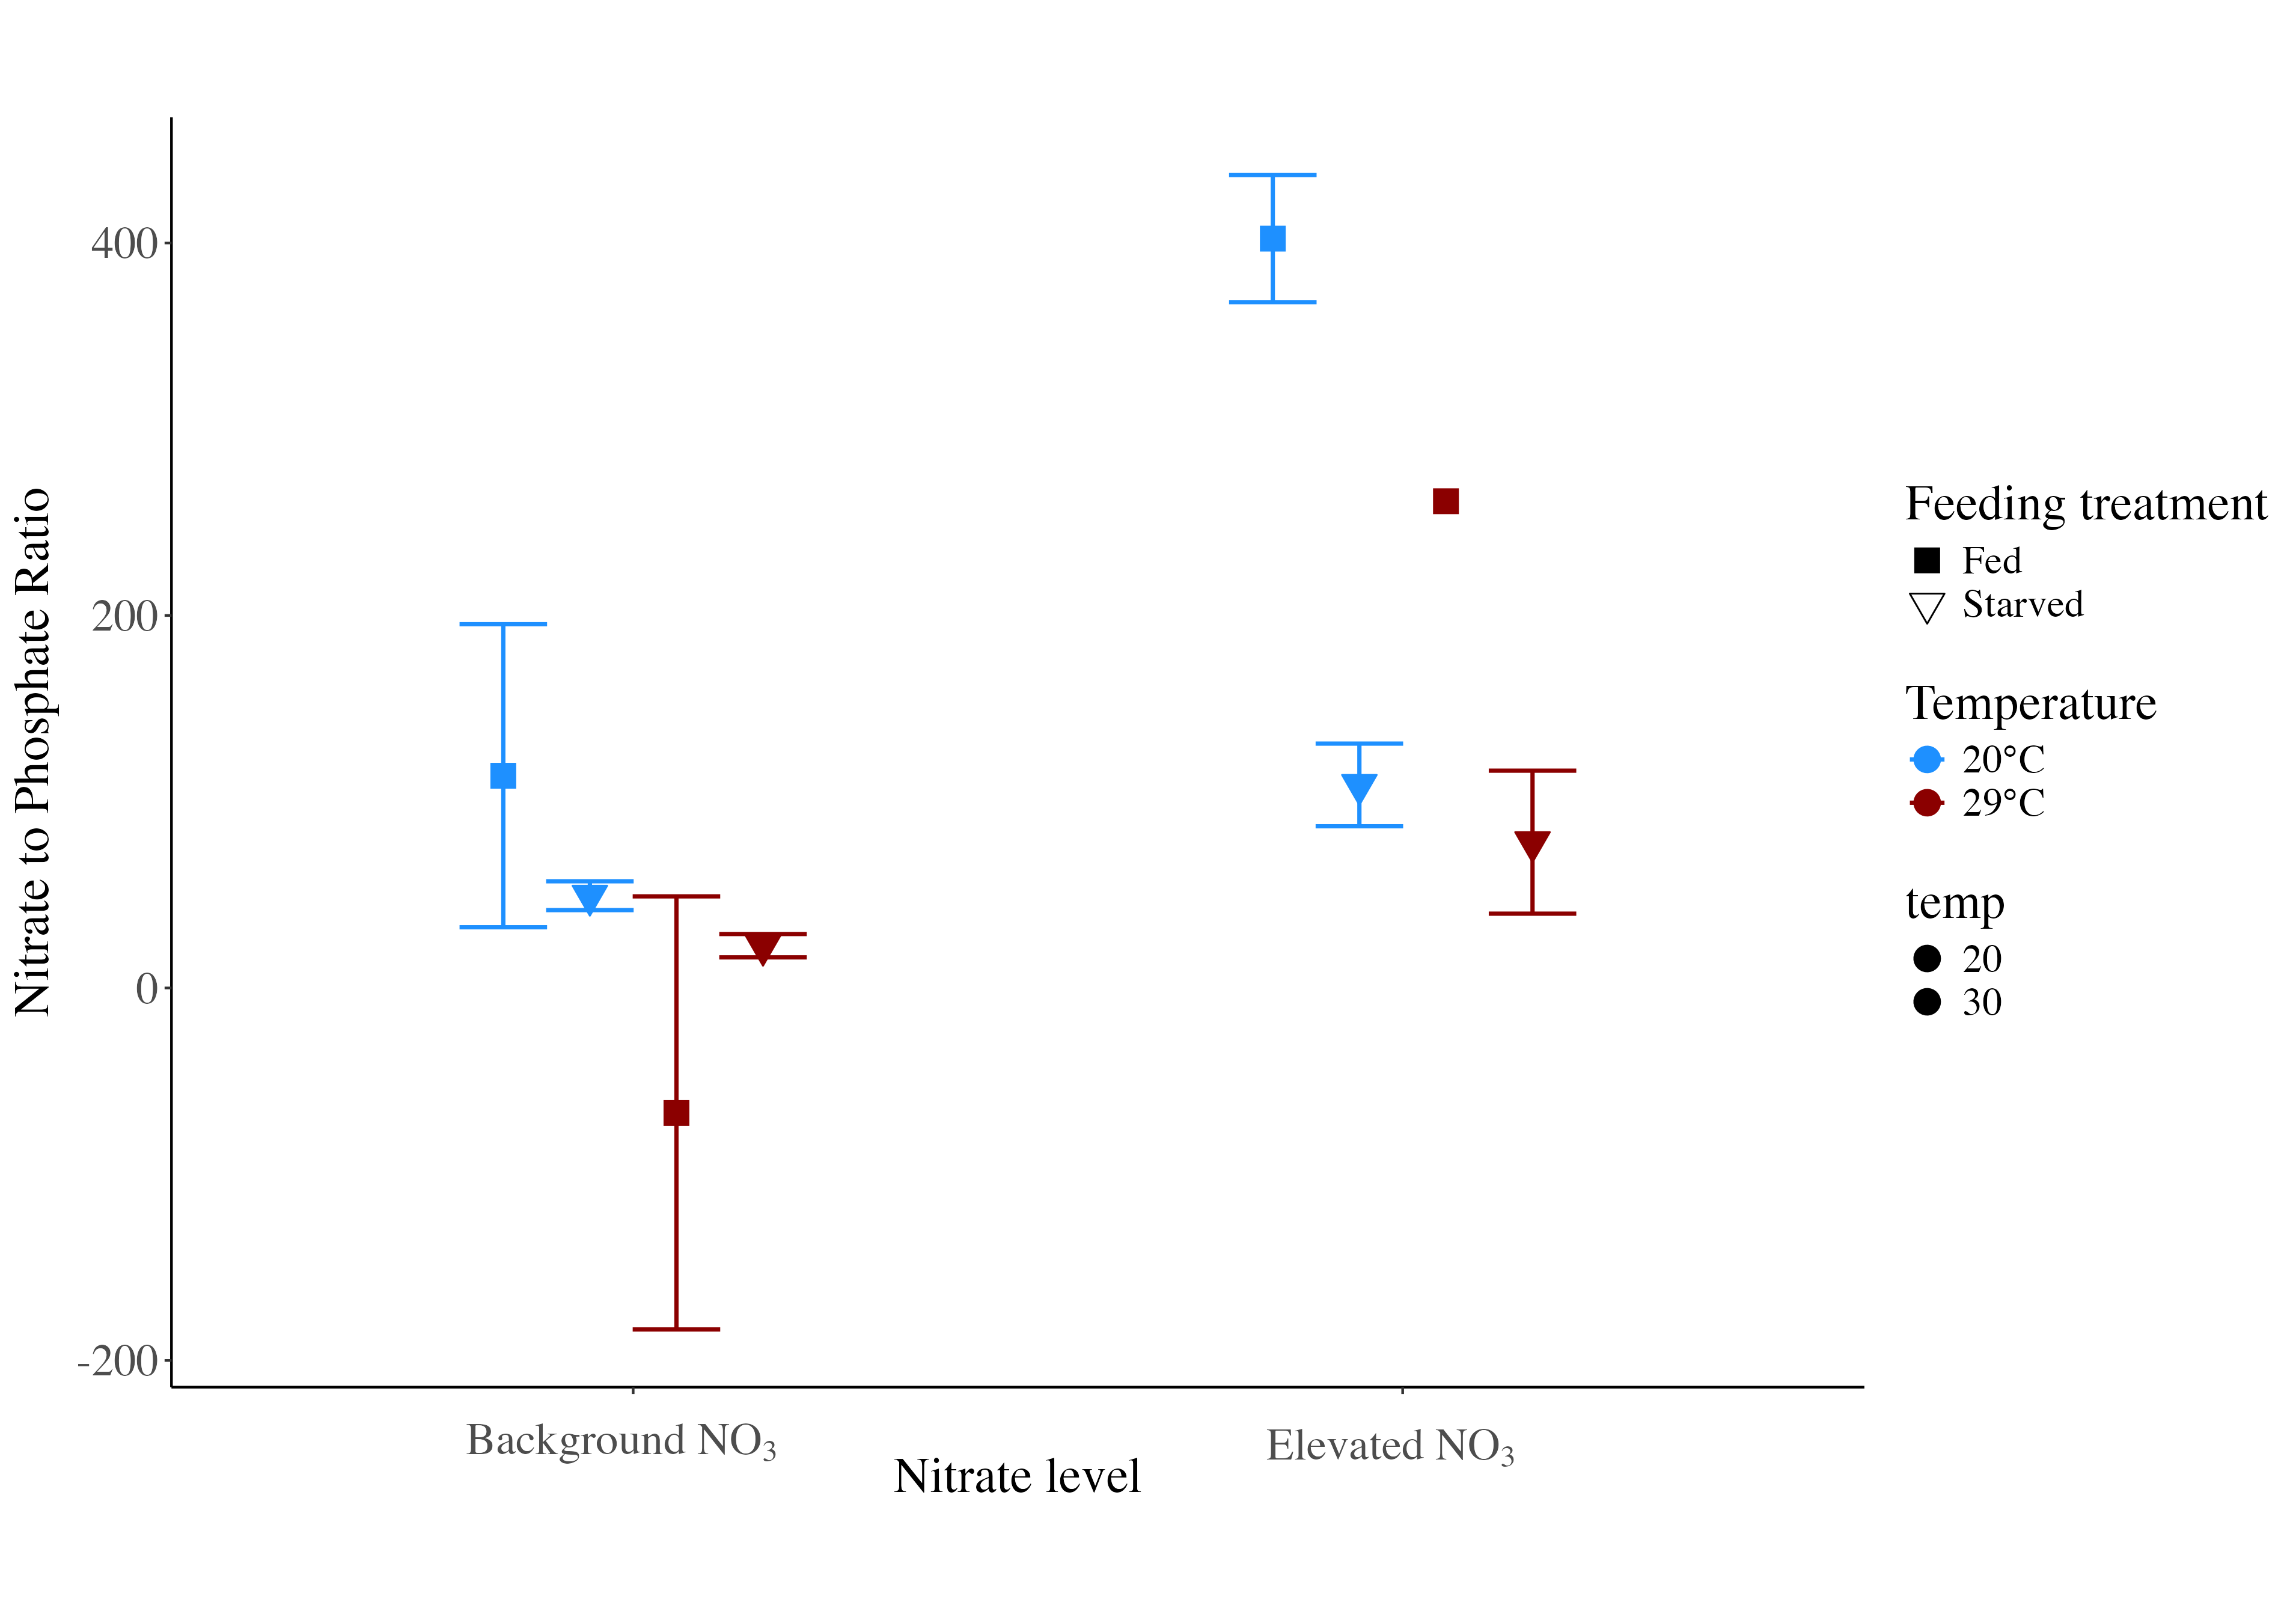 Nitrate to Phosphate Ratio
400
200
0
-200
Background NO₃
Elevated NO₃
Nitrate level
Feeding treatment
Fed
Starved
Temperature
20°C
29°C
temp
20
30